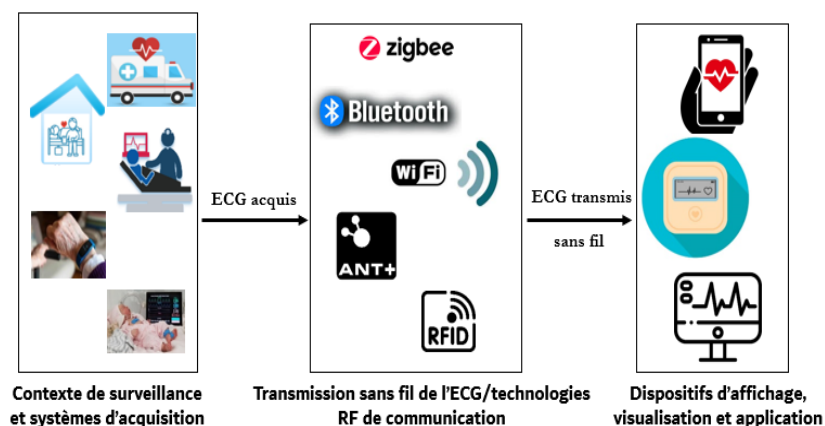 zigbee
Bluetooth
WiFi
ANT+
RFID
ECG acquis
ECG transmis
sans fil
Contexte de surveillance
et systèmes d'acquisition
Transmission sans fil de l'ECG/technologies
RF de communication
Dispositifs d'affichage,
visualisation et application